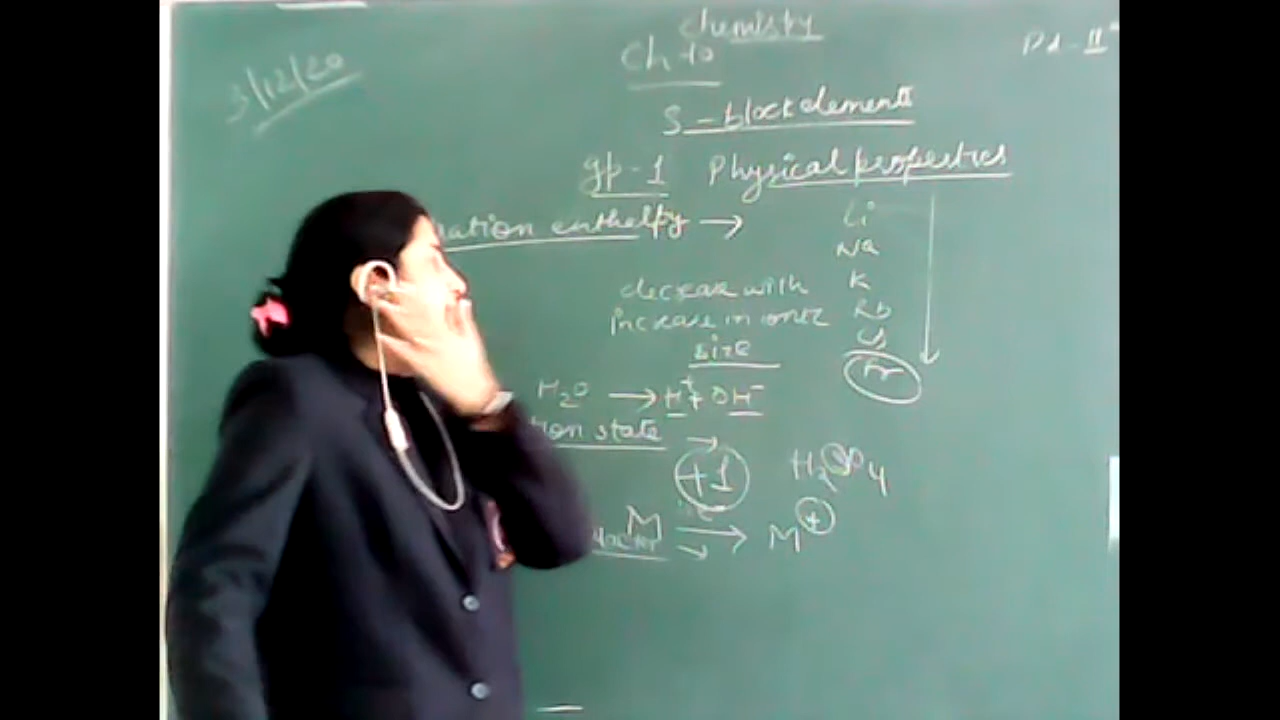 Chemistry
3/12/20
Ch-10
Pd-II
S-block elements
gp-1 Physical properties
ration enthalpy →
Li
Na
K
Rb
Cs
Fr
decrease with
increase in ionic
size
H2O → H+ + OH-
tion state →
+1
M → M+